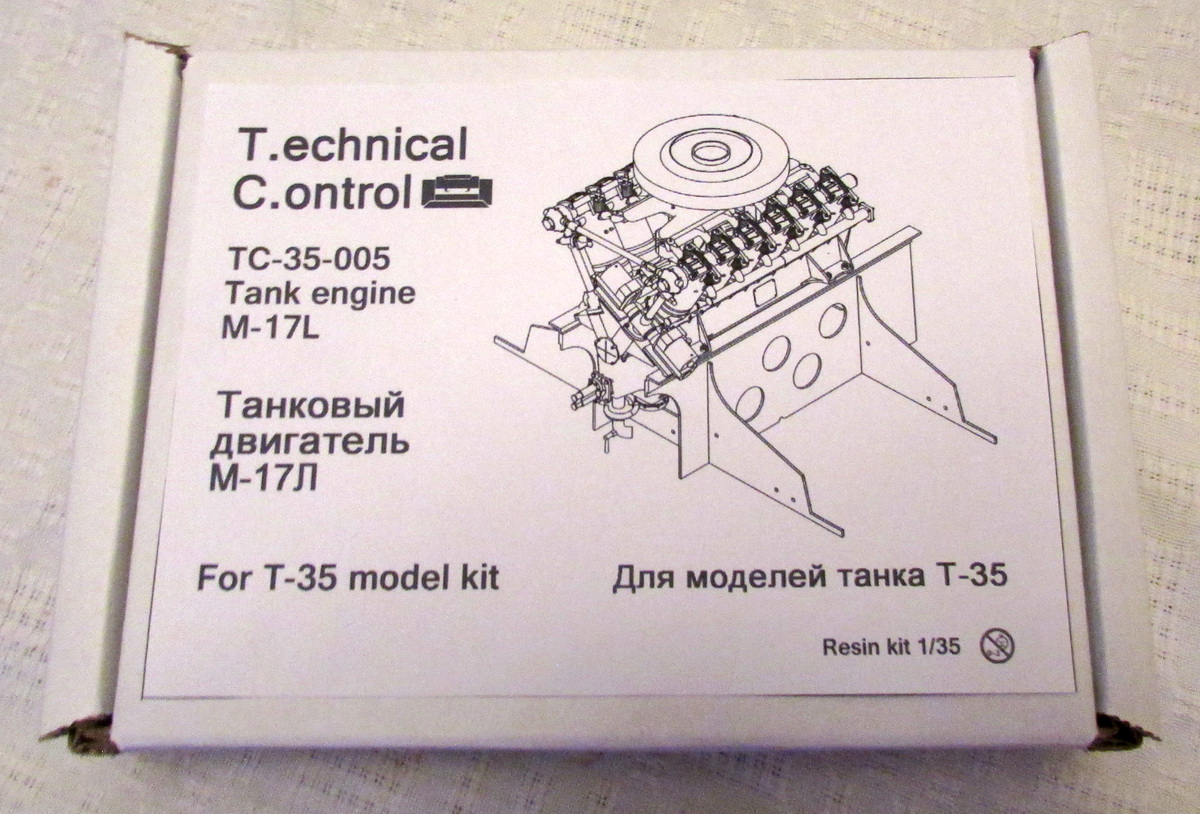 T.echnical
C.ontrol
TC-35-005
Tank engine
M-17L
Танковый
двигатель
М-17Л
For T-35 model kit
Для моделей танка Т-35
Resin kit 1/35